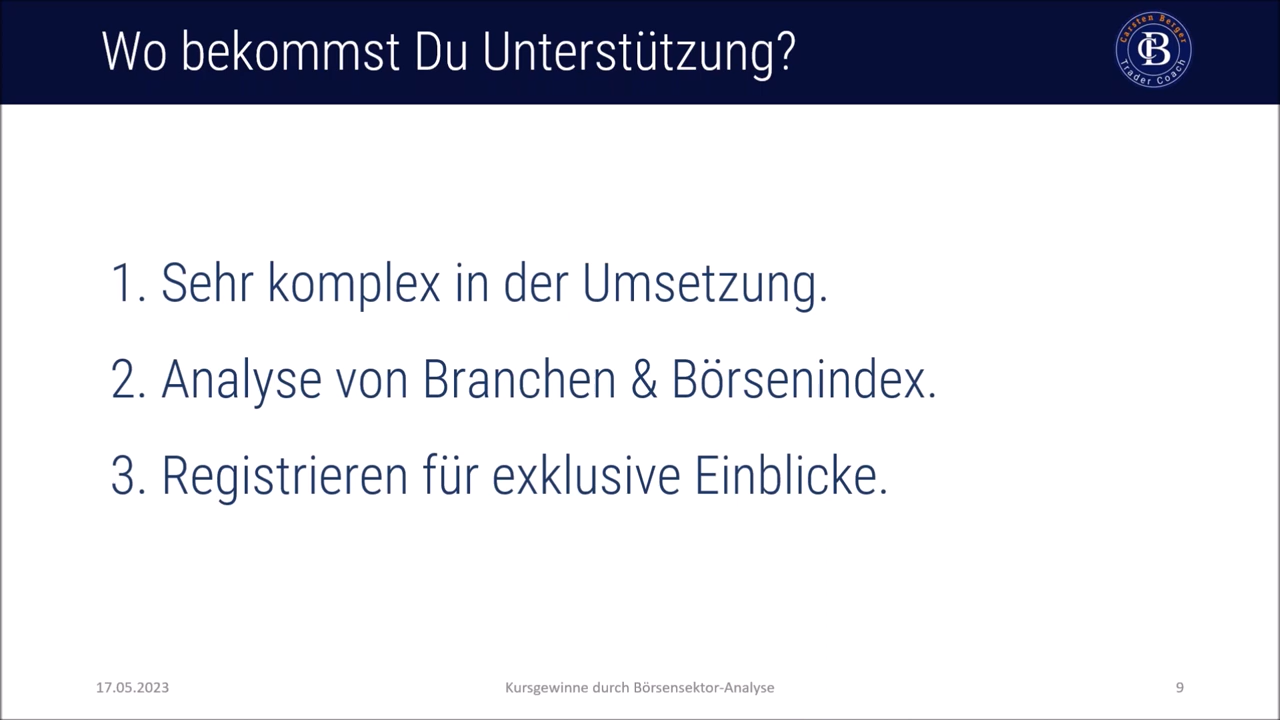 Wo bekommst Du Unterstützung?
Carsten Berger
CB
Trader Coach
1. Sehr komplex in der Umsetzung.
2. Analyse von Branchen & Börsenindex.
3. Registrieren für exklusive Einblicke.
17.05.2023 Kursgewinne durch Börsensektor-Analyse 9